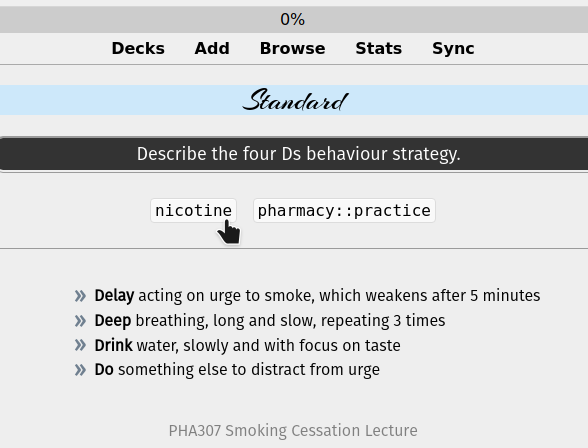 0%
Decks Add Browse Stats Sync
Standard
Describe the four Ds behaviour strategy.
nicotine pharmacy::practice
» Delay acting on urge to smoke, which weakens after 5 minutes
» Deep breathing, long and slow, repeating 3 times
» Drink water, slowly and with focus on taste
» Do something else to distract from urge
PHA307 Smoking Cessation Lecture